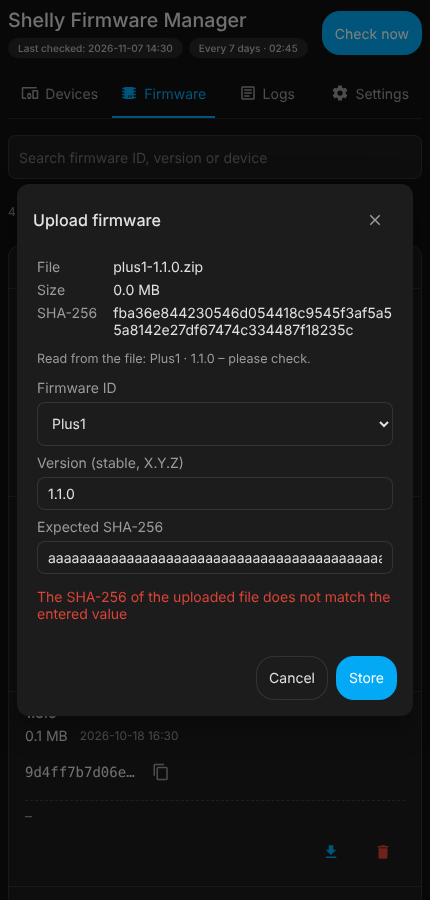 Shelly Firmware Manager
Last checked: 2026-11-07 14:30
Every 7 days · 02:45
Check now
Devices
Firmware
Logs
Settings
Search firmware ID, version or device
4
Upload firmware
File plus1-1.1.0.zip
Size 0.0 MB
SHA-256 fba36e844230546d054418c9545f3af5a5
5a8142e27df67474c334487f18235c
Read from the file: Plus1 · 1.1.0 – please check.
Firmware ID
Plus1
Version (stable, X.Y.Z)
1.1.0
Expected SHA-256
aaaaaaaaaaaaaaaaaaaaaaaaaaaaaaaaaaaaaaaaaaa
The SHA-256 of the uploaded file does not match the
entered value
Cancel
Store
0.1 MB 2026-10-18 16:30
9d4ff7b7d06e…
–